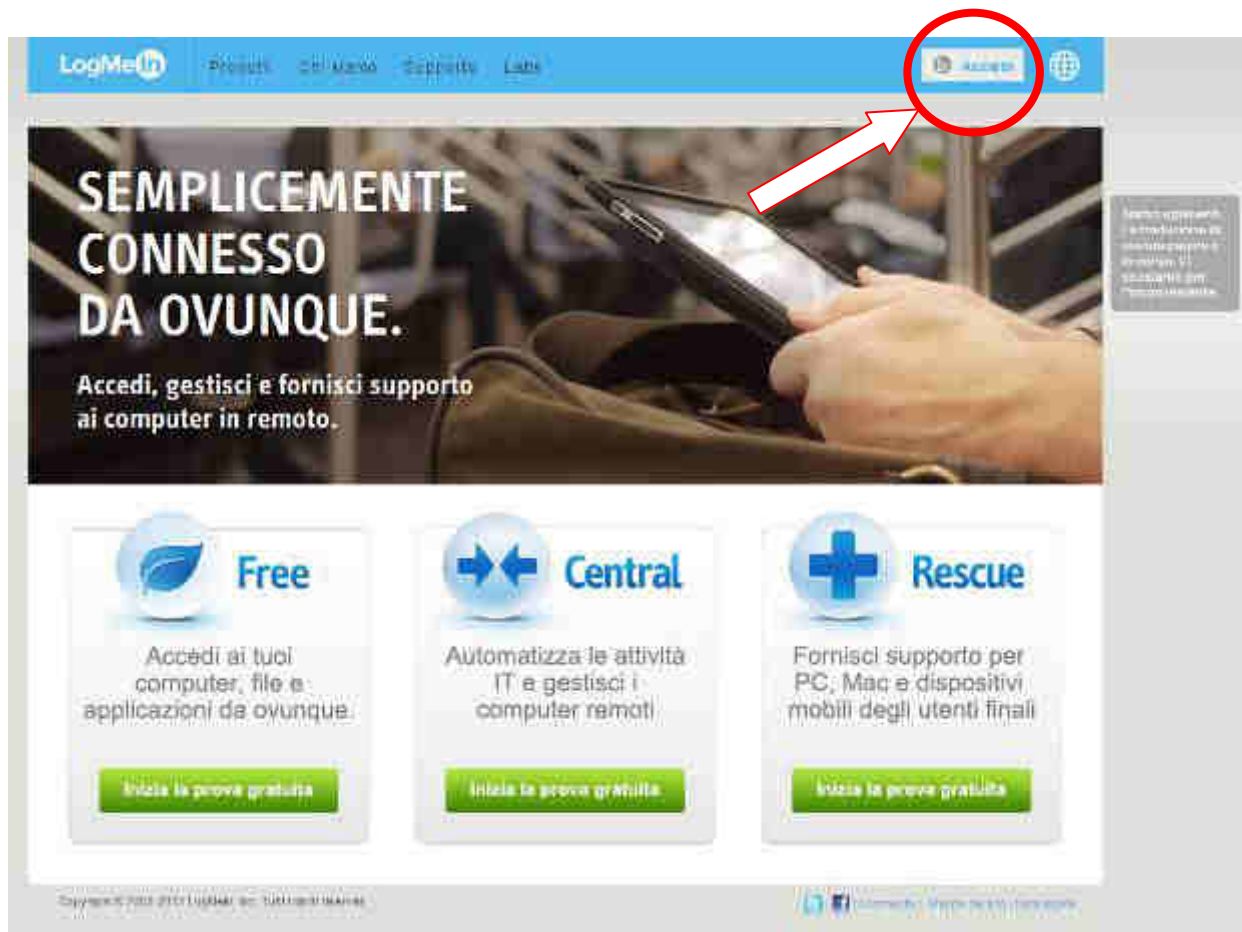 LogMeIn
Prodotti Chi siamo Supporto Labs
Accesso
SEMPLICEMENTE
CONNESSO
DA OVUNQUE.
Accedi, gestisci e fornisci supporto
ai computer in remoto.
Free
Accedi ai tuoi
computer, file e
applicazioni da ovunque.
Inizia la prova gratuita
Central
Automatizza le attività
IT e gestisci i
computer remoti
Inizia la prova gratuita
Rescue
Fornisci supporto per
PC, Mac e dispositivi
mobili degli utenti finali
Inizia la prova gratuita